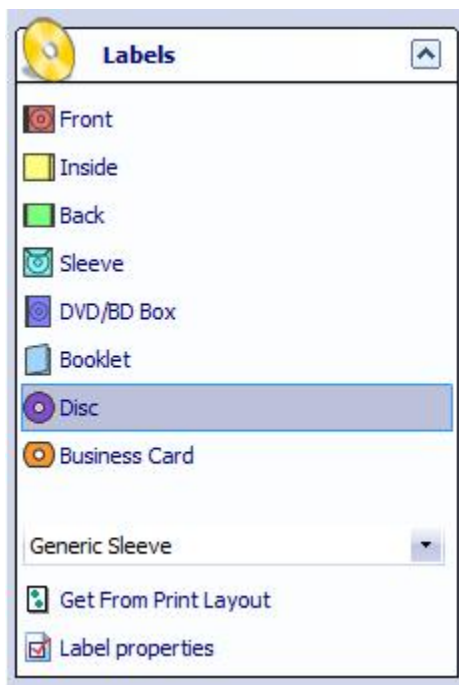 Labels
Front
Inside
Back
Sleeve
DVD/BD Box
Booklet
Disc
Business Card
Generic Sleeve
Get From Print Layout
Label properties